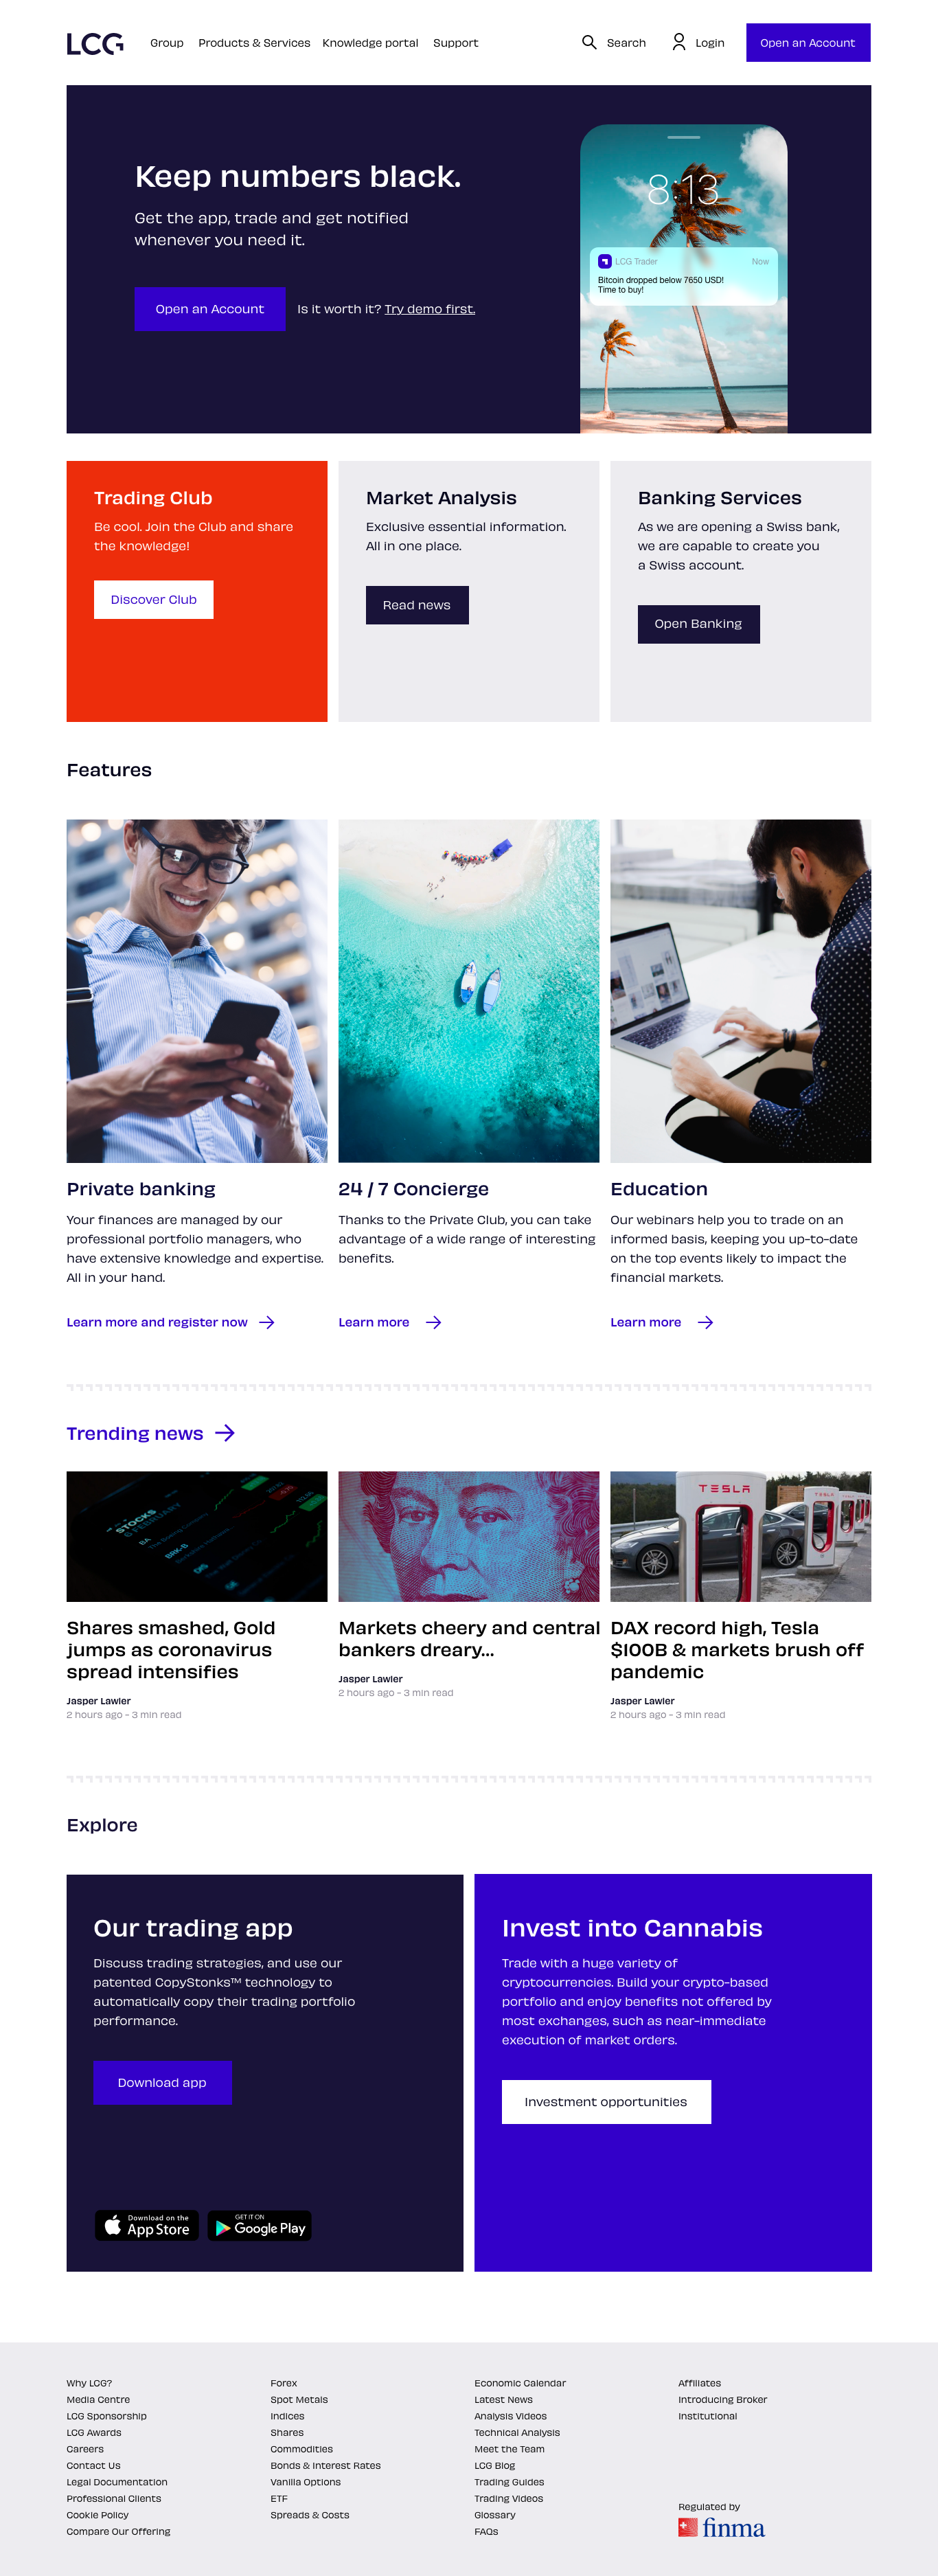 LCG
Group Products & Services Knowledge portal Support Search Login Open an Account
Keep numbers black.
Get the app, trade and get notified
whenever you need it.
Open an Account Is it worth it? Try demo first.
8:13
LCG Trader Now
Bitcoin dropped below 7650 USD!
Time to buy!
Trading Club
Be cool. Join the Club and share
the knowledge!
Discover Club
Market Analysis
Exclusive essential information.
All in one place.
Read news
Banking Services
As we are opening a Swiss bank,
we are capable to create you
a Swiss account.
Open Banking
Features
Private banking
Your finances are managed by our
professional portfolio managers, who
have extensive knowledge and expertise.
All in your hand.
Learn more and register now
24 / 7 Concierge
Thanks to the Private Club, you can take
advantage of a wide range of interesting
benefits.
Learn more
Education
Our webinars help you to trade on an
informed basis, keeping you up-to-date
on the top events likely to impact the
financial markets.
Learn more
Trending news
STOCKS
6 FEBRUARY
BA
BRK-B
TESLA
TESLA
Shares smashed, Gold
jumps as coronavirus
spread intensifies
Jasper Lawler
2 hours ago - 3 min read
Markets cheery and central
bankers dreary...
Jasper Lawler
2 hours ago - 3 min read
DAX record high, Tesla
$100B & markets brush off
pandemic
Jasper Lawler
2 hours ago - 3 min read
Explore
Our trading app
Discuss trading strategies, and use our
patented CopyStonks™ technology to
automatically copy their trading portfolio
performance.
Download app
Download on the
App Store
GET IT ON
Google Play
Invest into Cannabis
Trade with a huge variety of
cryptocurrencies. Build your crypto-based
portfolio and enjoy benefits not offered by
most exchanges, such as near-immediate
execution of market orders.
Investment opportunities
Why LCG?
Media Centre
LCG Sponsorship
LCG Awards
Careers
Contact Us
Legal Documentation
Professional Clients
Cookie Policy
Compare Our Offering
Forex
Spot Metals
Indices
Shares
Commodities
Bonds & Interest Rates
Vanilla Options
ETF
Spreads & Costs
Economic Calendar
Latest News
Analysis Videos
Technical Analysis
Meet the Team
LCG Blog
Trading Guides
Trading Videos
Glossary
FAQs
Affiliates
Introducing Broker
Institutional
Regulated by
finma